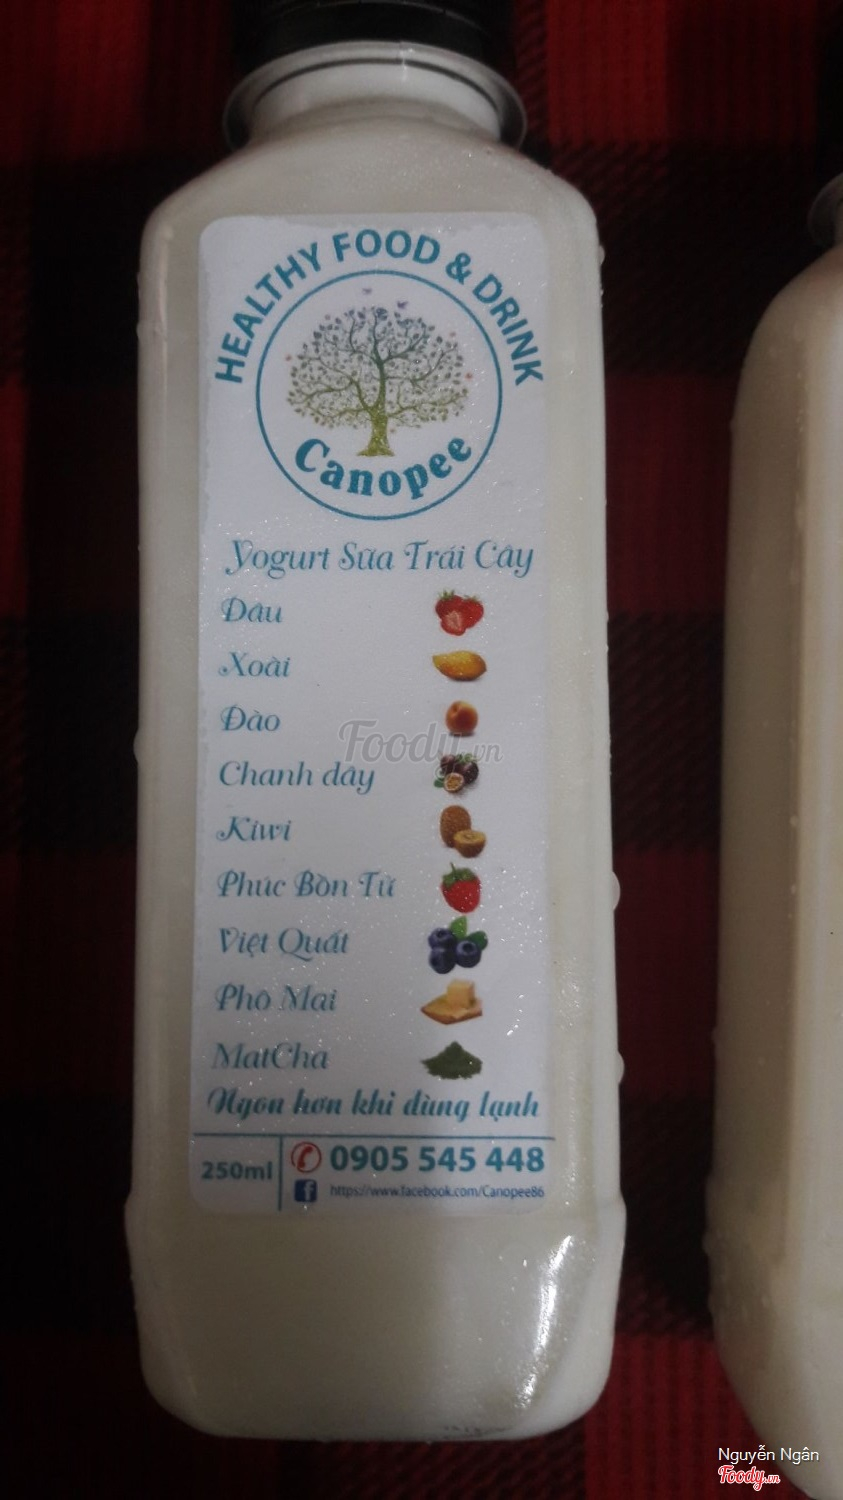 HEALTHY FOOD & DRINK
Canopee
Yogurt Sữa Trái Cây
Dâu
Xoài
Đào
Chanh dây
Kiwi
Phúc Bồn Tử
Việt Quất
Phô Mai
MatCha
Ngon hơn khi dùng lạnh
250ml
0905 545 448
https://www.facebook.com/Canopee86
Foody.vn
Nguyễn Ngân
Foody.vn